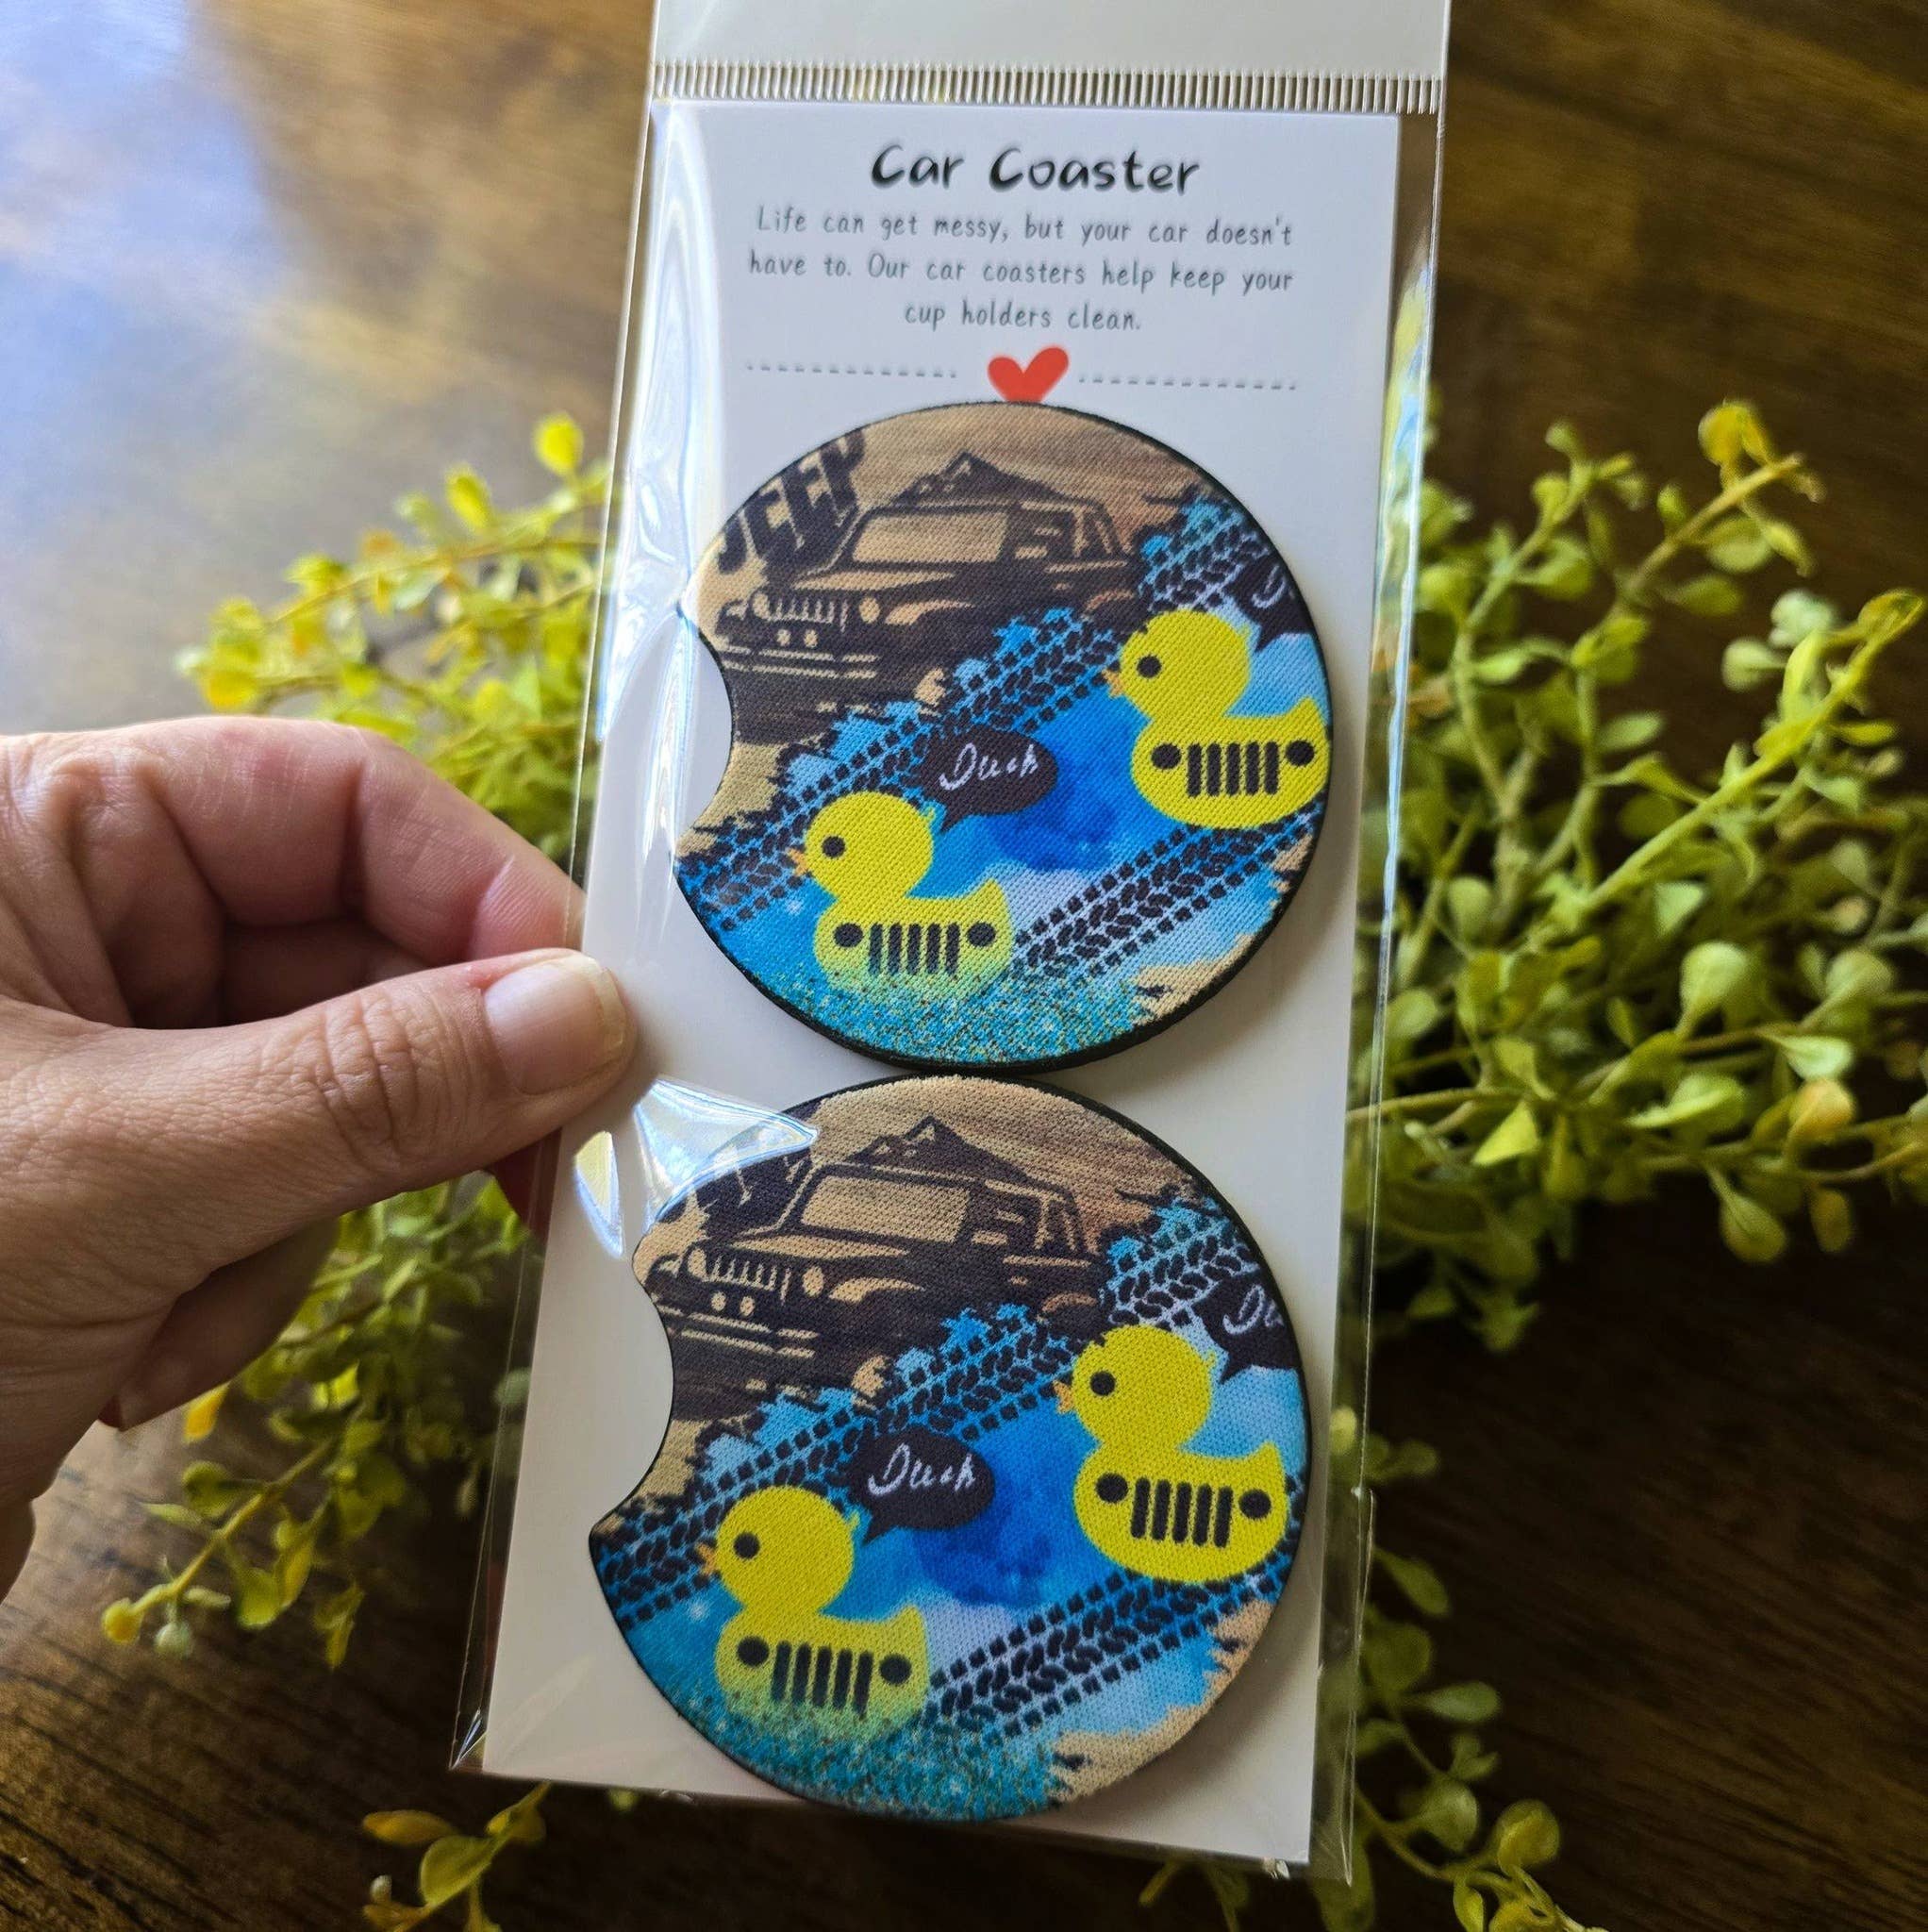 Car Coaster
Life can get messy, but your car doesn't
have to. Our car coasters help keep your
cup holders clean.
JEEP
Duck
Duck